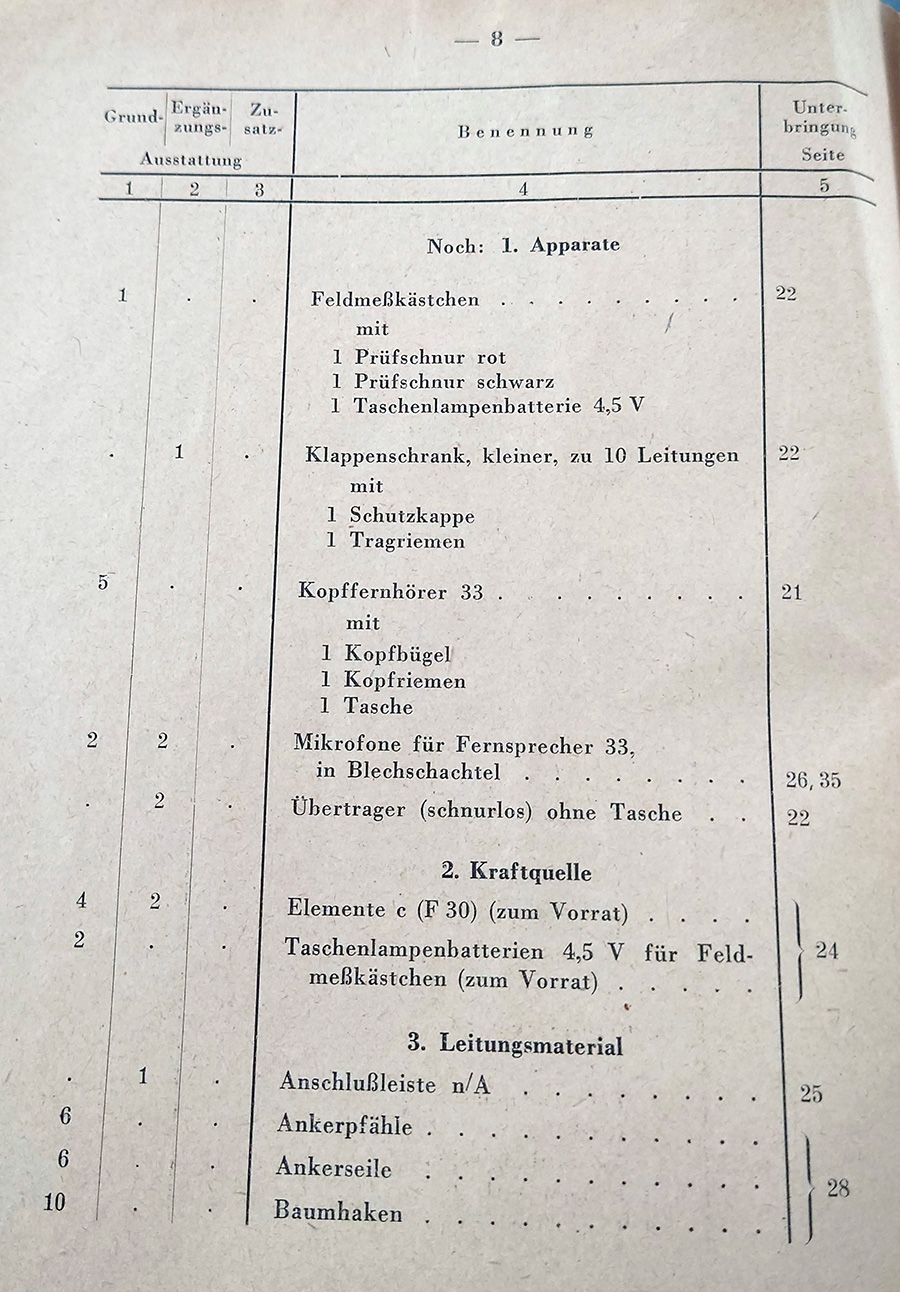 — 8 —
Grund- Ergän- Zu- Benennung Unter-
zungs- satz- bringung
Ausstattung Seite
1 2 3 4 5
Noch: 1. Apparate
1 . . Feldmeßkästchen . . . . . . . . . 22
mit
1 Prüfschnur rot
1 Prüfschnur schwarz
1 Taschenlampenbatterie 4,5 V
. 1 . Klappenschrank, kleiner, zu 10 Leitungen 22
mit
1 Schutzkappe
1 Tragriemen
5 . . Kopffernhörer 33 . . . . . . . . . 21
mit
1 Kopfbügel
1 Kopfriemen
1 Tasche
2 2 . Mikrofone für Fernsprecher 33,
in Blechschachtel . . . . . . . . 26, 35
. 2 . Übertrager (schnurlos) ohne Tasche . . 22
2. Kraftquelle
4 2 . Elemente c (F 30) (zum Vorrat) . . . .
2 . . Taschenlampenbatterien 4,5 V für Feld- 24
meßkästchen (zum Vorrat) . . . . .
3. Leitungsmaterial
. 1 . Anschlußleiste n/A . . . . . . . . 25
6 . . Ankerpfähle . . . . . . . . . . .
6 . . Ankerseile . . . . . . . . . . .
10 . . Baumhaken . . . . . . . . . . . 28